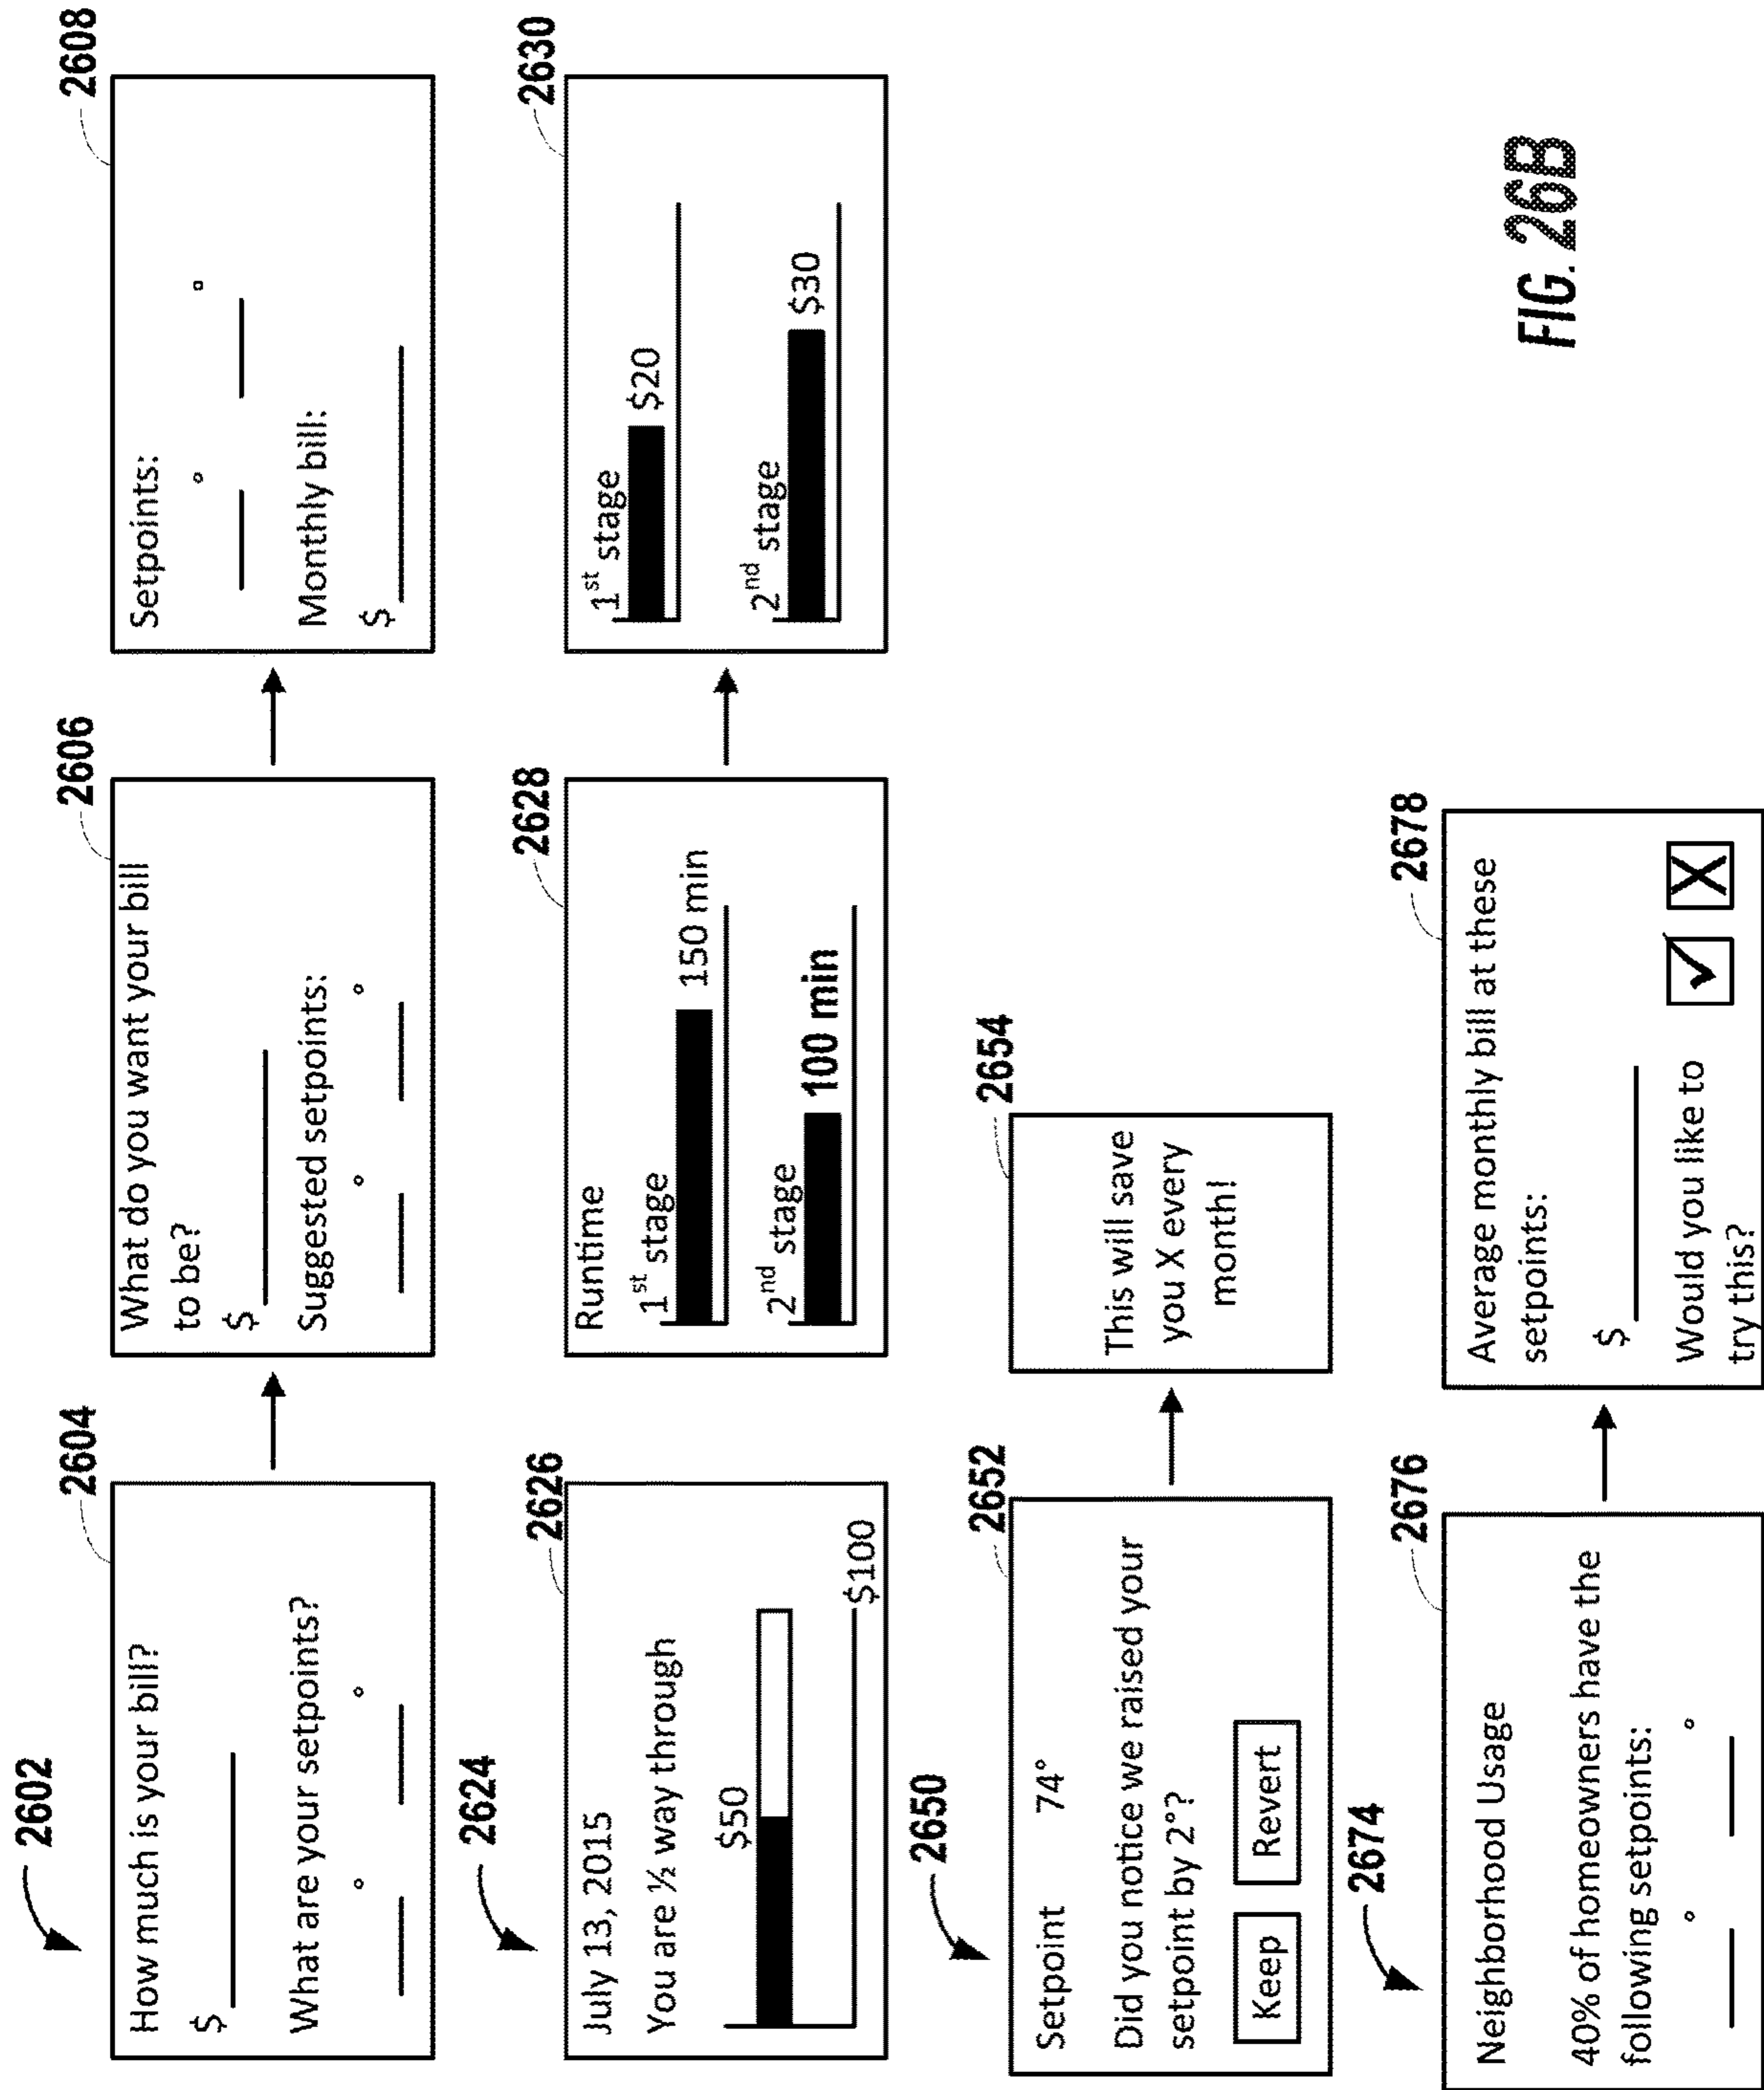 2602
2604
How much is your bill?
$
What are your setpoints?
° °
2606
What do you want your bill
to be?
$
Suggested setpoints:
° °
2608
Setpoints:
° °
Monthly bill:
$
2624
2626
July 13, 2015
You are ½ way through
$50
$100
2628
Runtime
1st stage
150 min
2nd stage
100 min
2630
1st stage
$20
2nd stage
$30
2650
2652
Setpoint 74°
Did you notice we raised your
setpoint by 2°?
Keep Revert
2654
This will save
you X every
month!
2674
2676
Neighborhood Usage
40% of homeowners have the
following setpoints:
° °
2678
Average monthly bill at these
setpoints:
$
Would you like to
try this?
✓ X
FIG. 26B